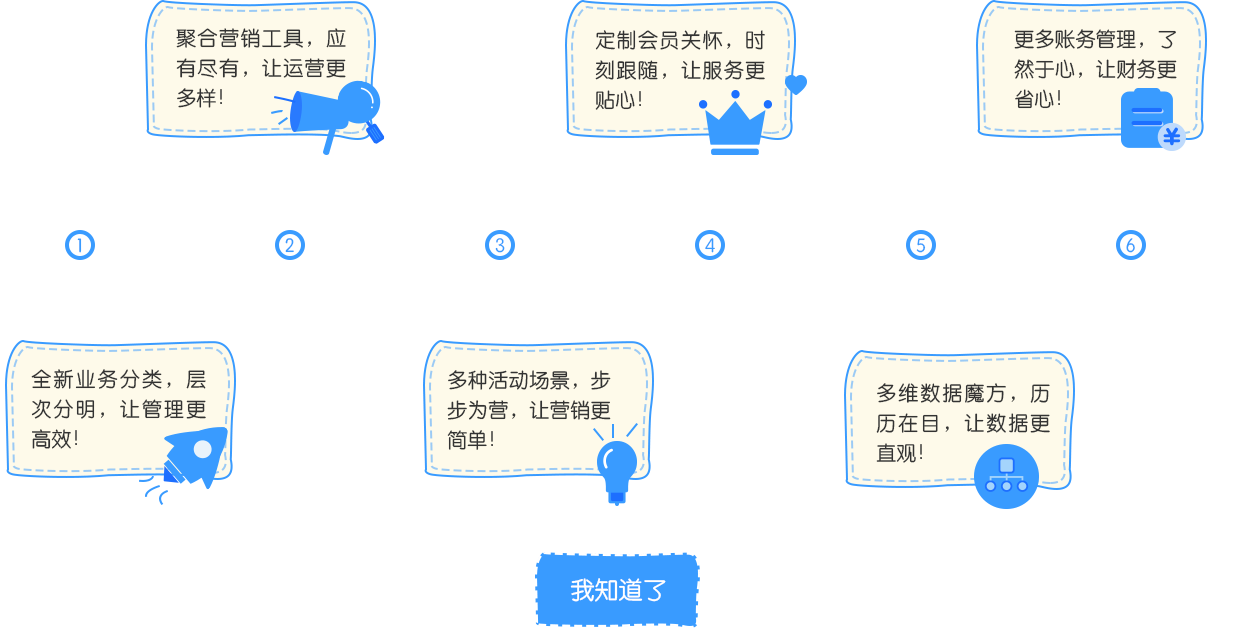 聚合营销工具，应
有尽有，让运营更
多样！
定制会员关怀，时
刻跟随，让服务更
贴心！
更多账务管理，了
然于心，让财务更
省心！
¥
1
2
3
4
5
6
全新业务分类，层
次分明，让管理更
高效！
多种活动场景，步
步为营，让营销更
简单！
多维数据魔方，历
历在目，让数据更
直观！
我知道了